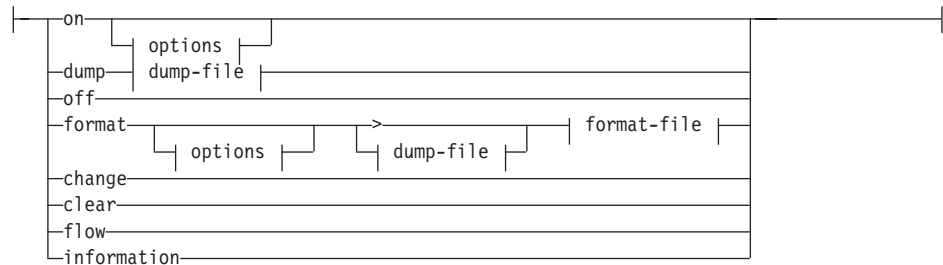 on
options
dump dump-file
off
format > format-file
options dump-file
change
clear
flow
information